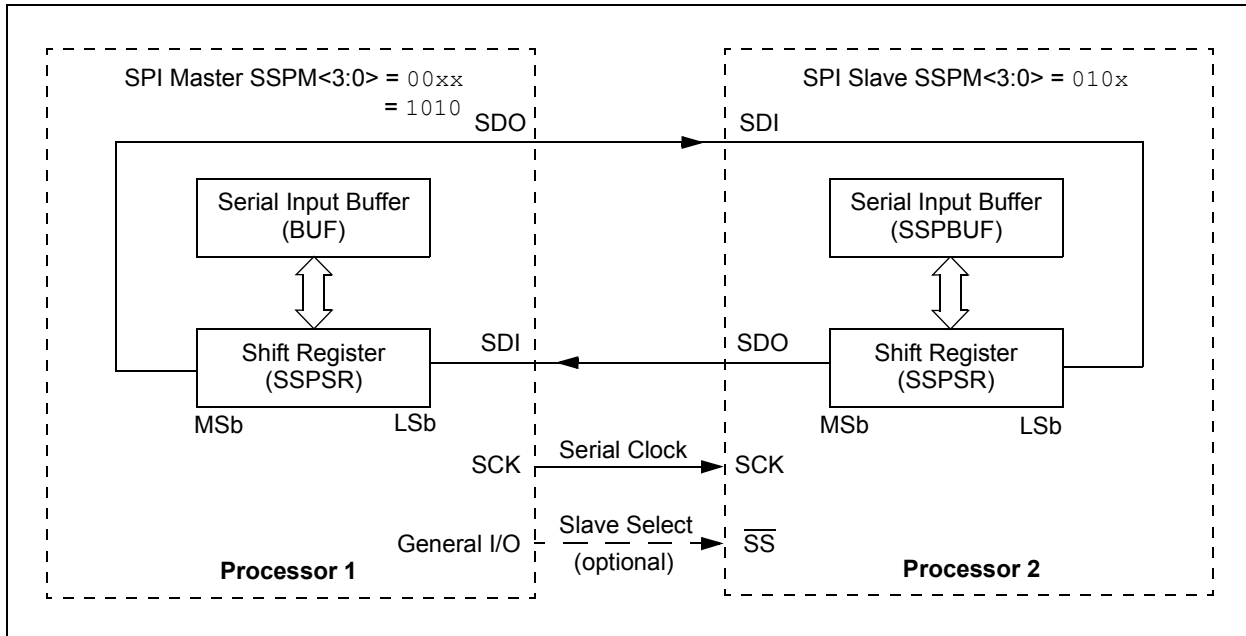 SPI Master SSPM<3:0> = 00xx
= 1010
SPI Slave SSPM<3:0> = 010x
SDO
SDI
Serial Input Buffer
(BUF)
Serial Input Buffer
(SSPBUF)
SDI
SDO
Shift Register
(SSPSR)
Shift Register
(SSPSR)
MSb
LSb
MSb
LSb
SCK
Serial Clock
SCK
General I/O
Slave Select
(optional)
SS
Processor 1
Processor 2